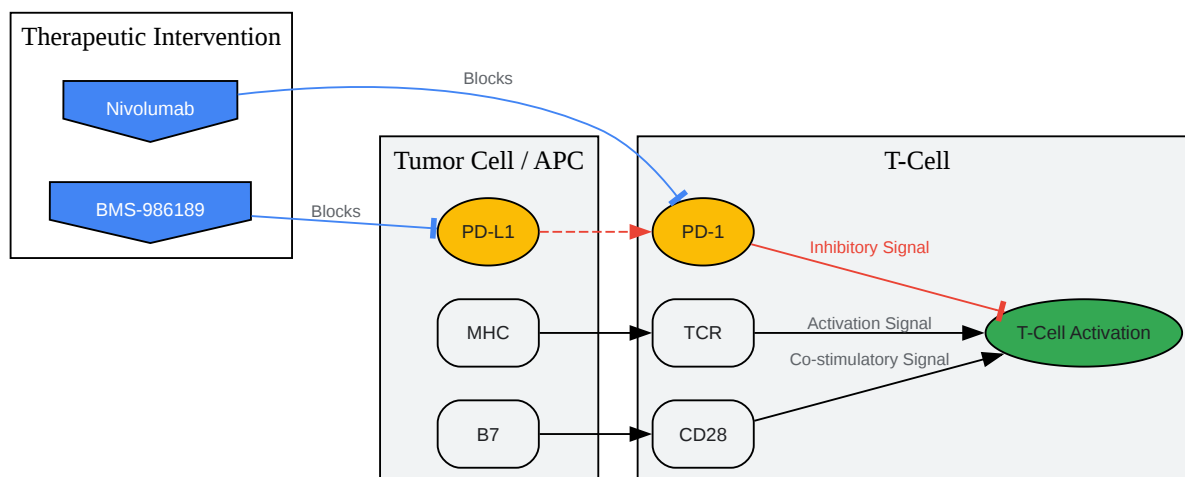 Therapeutic Intervention
Nivolumab
Blocks
Tumor Cell / APC
T-Cell
BMS-986189
Blocks
PD-L1
PD-1
Inhibitory Signal
MHC
TCR
Activation Signal
T-Cell Activation
Co-stimulatory Signal
B7
CD28